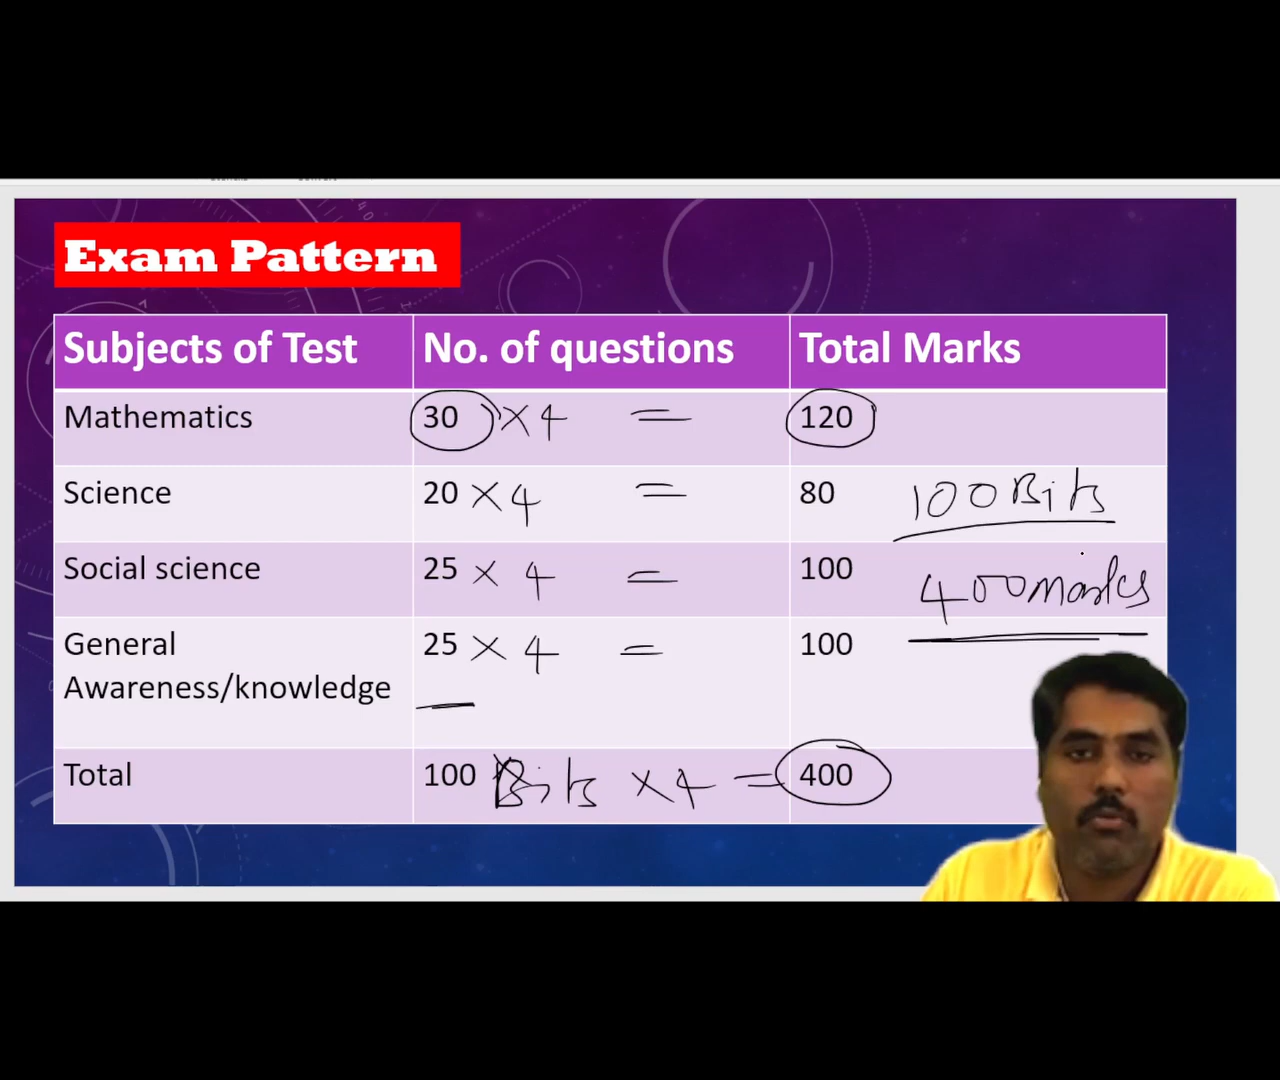 Exam Pattern
Subjects of Test No. of questions Total Marks
Mathematics 30 ×4 = 120
Science 20 ×4 = 80 100 Bits
Social science 25 × 4 = 100 400 marks
General 25 × 4 = 100
Awareness/knowledge
Total 100 Bits ×4 = 400